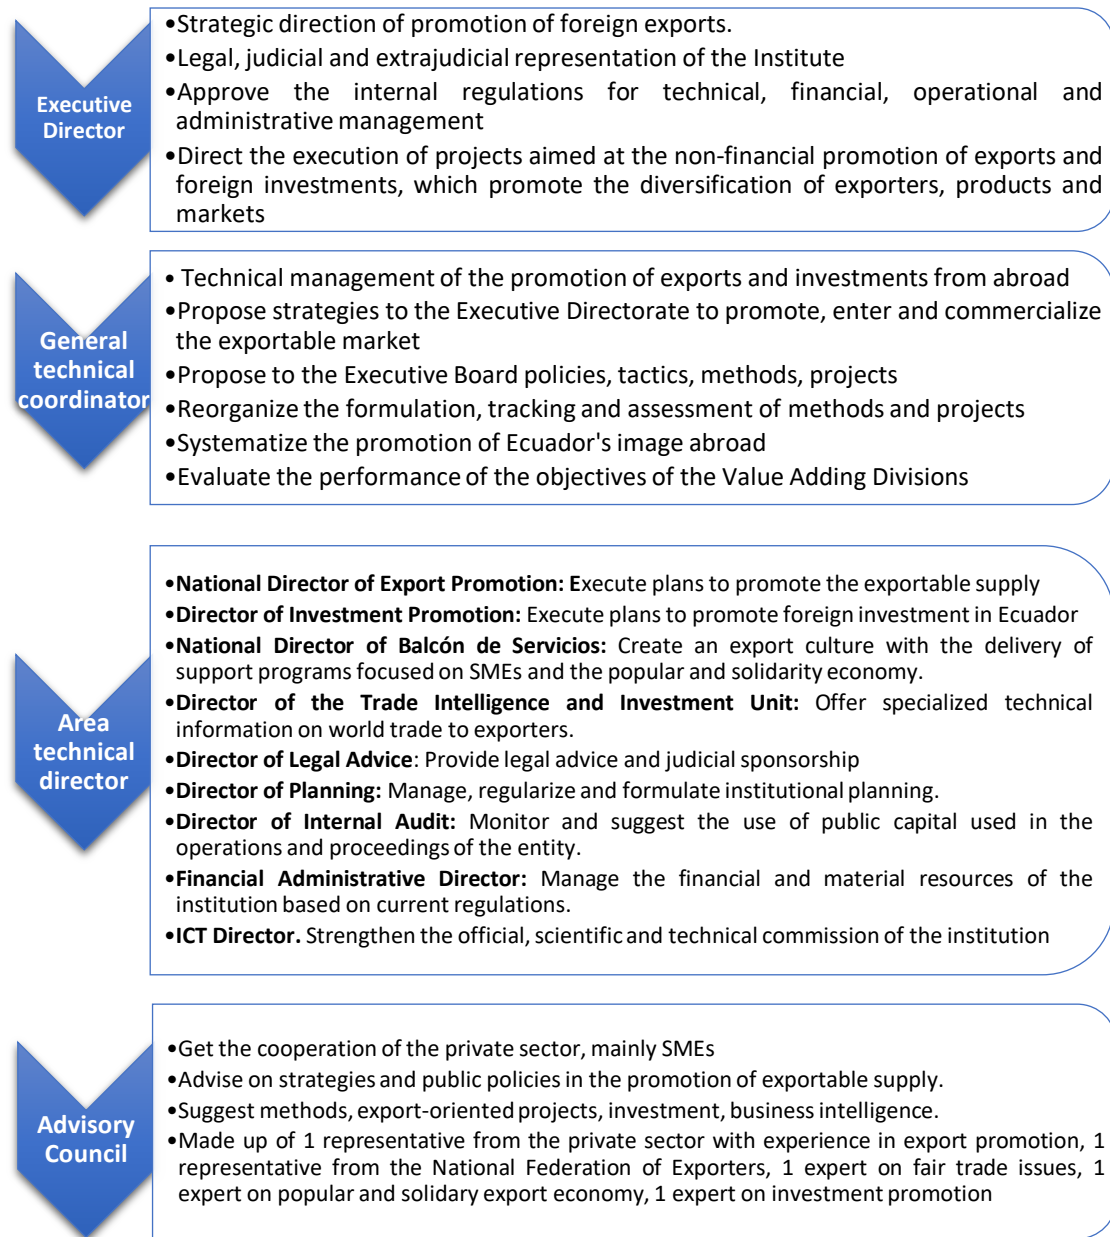 Executive
Director
•Strategic direction of promotion of foreign exports.
•Legal, judicial and extrajudicial representation of the Institute
•Approve the internal regulations for technical, financial, operational and
administrative management
•Direct the execution of projects aimed at the non-financial promotion of exports and
foreign investments, which promote the diversification of exporters, products and
markets
General
technical
coordinator
• Technical management of the promotion of exports and investments from abroad
•Propose strategies to the Executive Directorate to promote, enter and commercialize
the exportable market
•Propose to the Executive Board policies, tactics, methods, projects
•Reorganize the formulation, tracking and assessment of methods and projects
•Systematize the promotion of Ecuador's image abroad
•Evaluate the performance of the objectives of the Value Adding Divisions
Area
technical
director
•National Director of Export Promotion: Execute plans to promote the exportable supply
•Director of Investment Promotion: Execute plans to promote foreign investment in Ecuador
•National Director of Balcón de Servicios: Create an export culture with the delivery of
support programs focused on SMEs and the popular and solidarity economy.
•Director of the Trade Intelligence and Investment Unit: Offer specialized technical
information on world trade to exporters.
•Director of Legal Advice: Provide legal advice and judicial sponsorship
•Director of Planning: Manage, regularize and formulate institutional planning.
•Director of Internal Audit: Monitor and suggest the use of public capital used in the
operations and proceedings of the entity.
•Financial Administrative Director: Manage the financial and material resources of the
institution based on current regulations.
•ICT Director. Strengthen the official, scientific and technical commission of the institution
Advisory
Council
•Get the cooperation of the private sector, mainly SMEs
•Advise on strategies and public policies in the promotion of exportable supply.
•Suggest methods, export-oriented projects, investment, business intelligence.
•Made up of 1 representative from the private sector with experience in export promotion, 1
representative from the National Federation of Exporters, 1 expert on fair trade issues, 1
expert on popular and solidary export economy, 1 expert on investment promotion